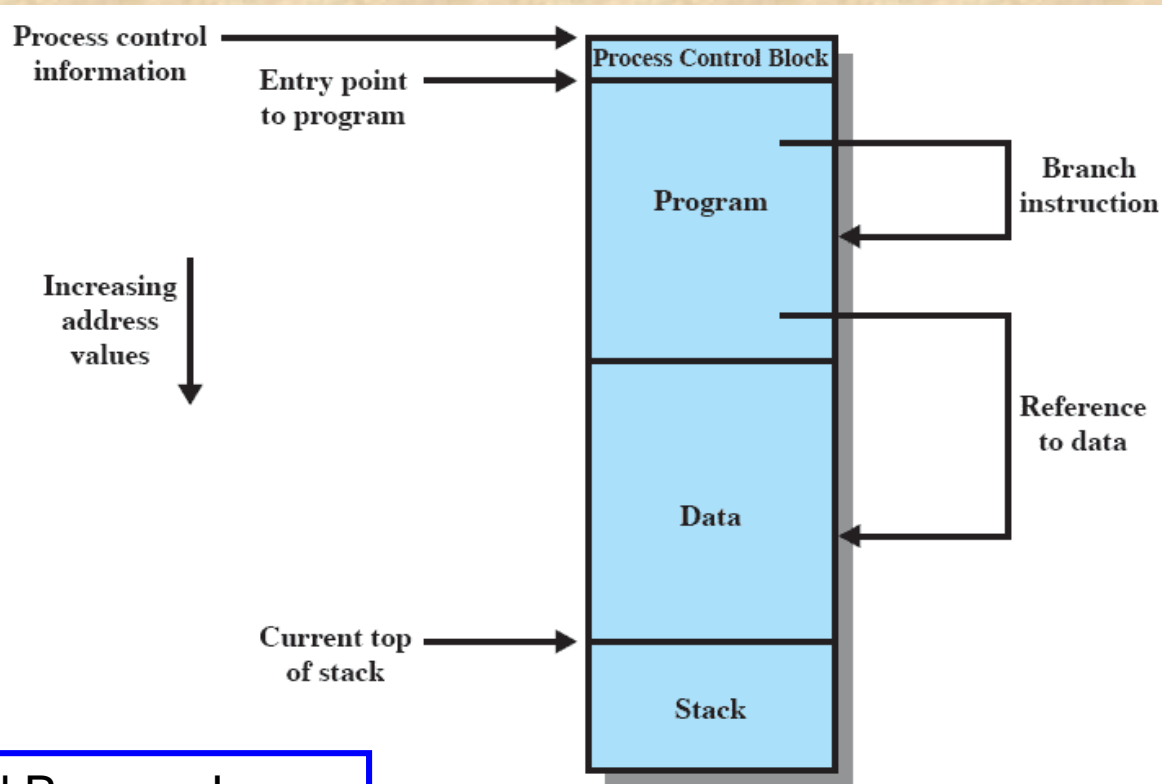 Process control
information
Process Control Block
Entry point
to program
Program
Branch
instruction
Increasing
address
values
Reference
to data
Data
Current top
of stack
Stack